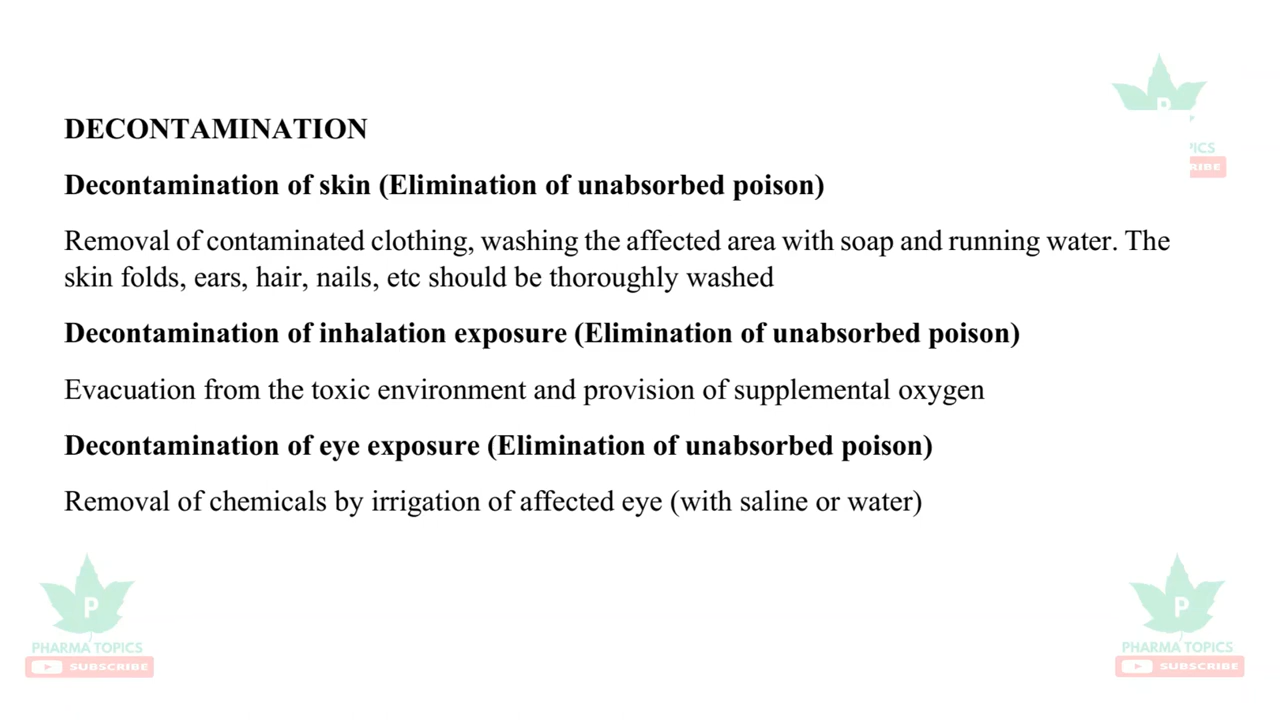 DECONTAMINATION
Decontamination of skin (Elimination of unabsorbed poison)
Removal of contaminated clothing, washing the affected area with soap and running water. The
skin folds, ears, hair, nails, etc should be thoroughly washed
Decontamination of inhalation exposure (Elimination of unabsorbed poison)
Evacuation from the toxic environment and provision of supplemental oxygen
Decontamination of eye exposure (Elimination of unabsorbed poison)
Removal of chemicals by irrigation of affected eye (with saline or water)
P
PHARMA TOPICS
SUBSCRIBE
P
PHARMA TOPICS
SUBSCRIBE